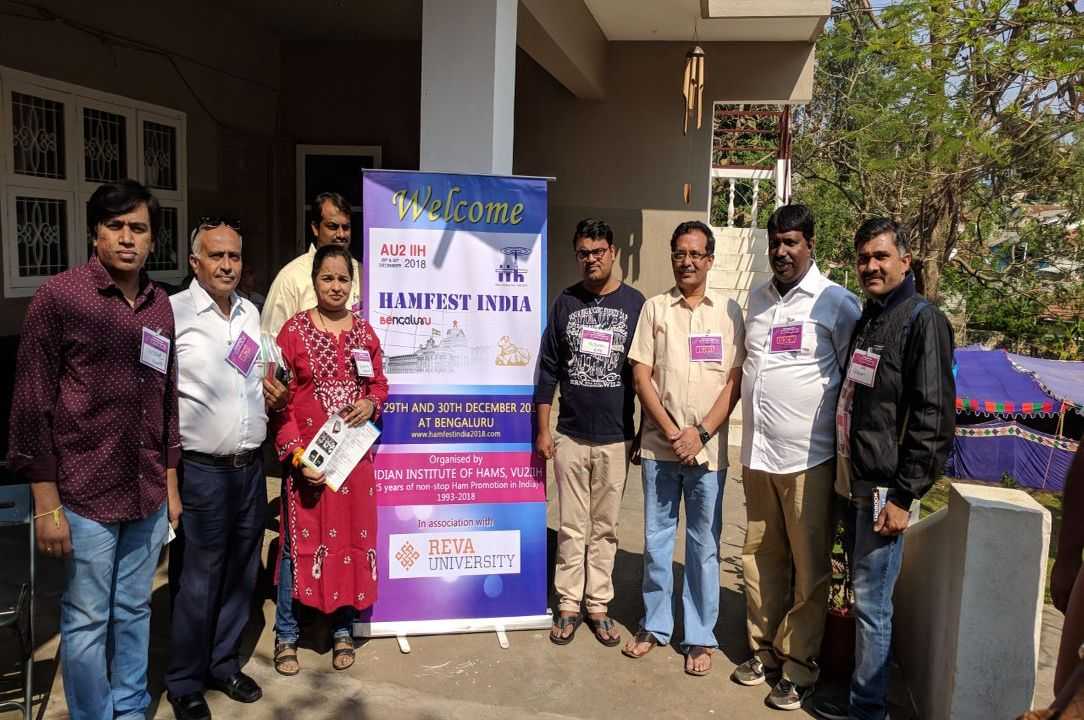 Welcome
AU2 IIH
DECEMBER 2018
HAMFEST INDIA
BENGALURU
29TH AND 30TH DECEMBER 201
AT BENGALURU
www.hamfestindia2018.com
Organised by
INDIAN INSTITUTE OF HAMS, VU2IIH
5 years of non-stop Ham Promotion in India)
1993-2018
In association with
REVA
UNIVERSITY